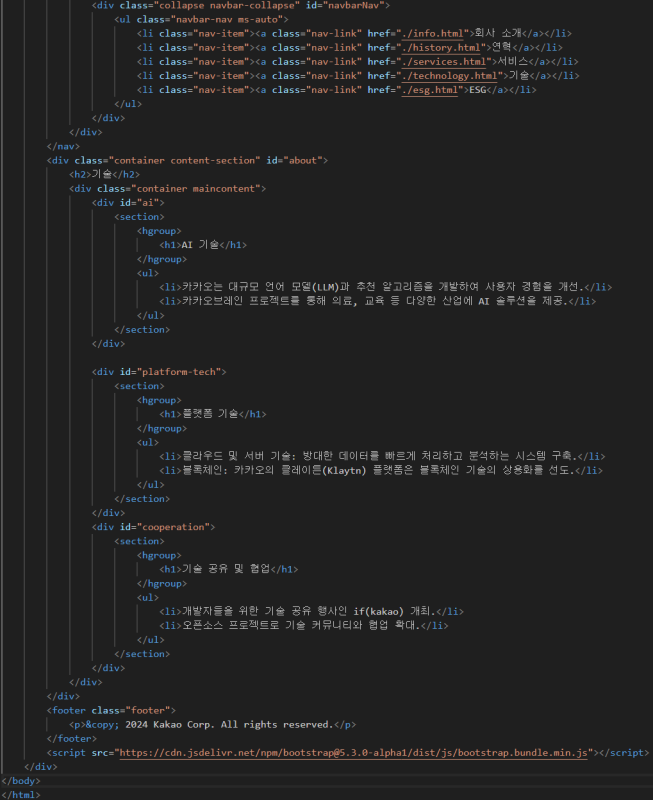 <div class="collapse navbar-collapse" id="navbarNav">
<ul class="navbar-nav ms-auto">
<li class="nav-item"><a class="nav-link" href="./info.html">회사 소개</a></li>
<li class="nav-item"><a class="nav-link" href="./history.html">연혁</a></li>
<li class="nav-item"><a class="nav-link" href="./services.html">서비스</a></li>
<li class="nav-item"><a class="nav-link" href="./technology.html">기술</a></li>
<li class="nav-item"><a class="nav-link" href="./esg.html">ESG</a></li>
</ul>
</div>
</div>
</nav>
<div class="container content-section" id="about">
<h2>기술</h2>
<div class="container maincontent">
<div id="ai">
<section>
<hgroup>
<h1>AI 기술</h1>
</hgroup>
<ul>
<li>카카오는 대규모 언어 모델(LLM)과 추천 알고리즘을 개발하여 사용자 경험을 개선.</li>
<li>카카오브레인 프로젝트를 통해 의료, 교육 등 다양한 산업에 AI 솔루션을 제공.</li>
</ul>
</section>
</div>
<div id="platform-tech">
<section>
<hgroup>
<h1>플랫폼 기술</h1>
</hgroup>
<ul>
<li>클라우드 및 서버 기술: 방대한 데이터를 빠르게 처리하고 분석하는 시스템 구축.</li>
<li>블록체인: 카카오의 클레이튼(Klaytn) 플랫폼은 블록체인 기술의 상용화를 선도.</li>
</ul>
</section>
</div>
<div id="cooperation">
<section>
<hgroup>
<h1>기술 공유 및 협업</h1>
</hgroup>
<ul>
<li>개발자들을 위한 기술 공유 행사인 if(kakao) 개최.</li>
<li>오픈소스 프로젝트로 기술 커뮤니티와 협업 확대.</li>
</ul>
</section>
</div>
</div>
</div>
<footer class="footer">
<p>&copy; 2024 Kakao Corp. All rights reserved.</p>
</footer>
<script src="https://cdn.jsdelivr.net/npm/bootstrap@5.3.0-alpha1/dist/js/bootstrap.bundle.min.js"></script>
</div>
</body>
</html>